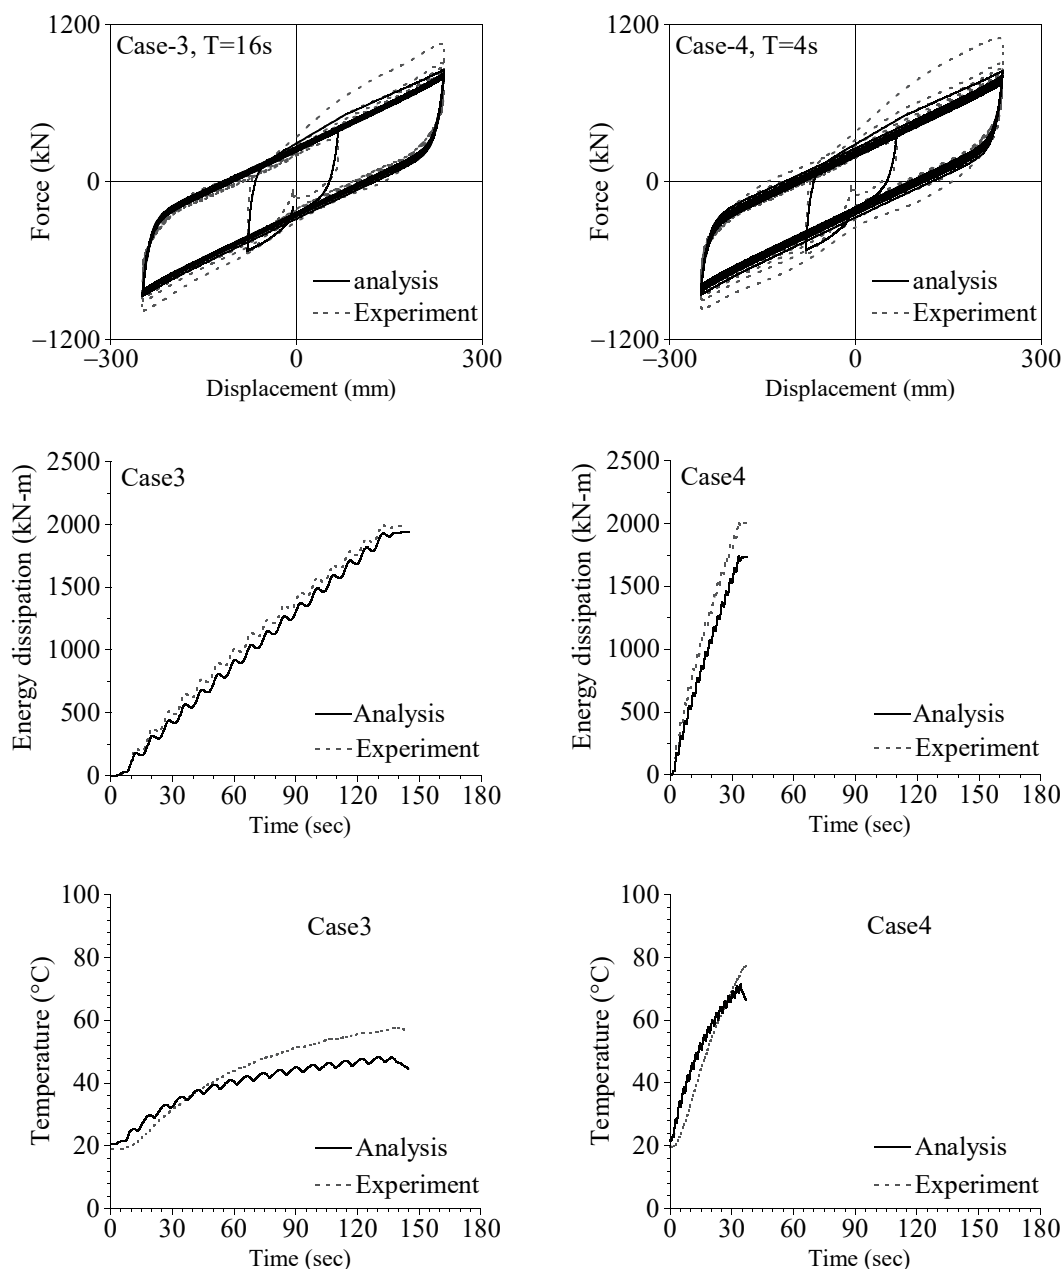 1200
Case-3, T=16s
Force (kN)
0
analysis
Experiment
−1200
−300
0
300
Displacement (mm)
1200
Case-4, T=4s
Force (kN)
0
analysis
Experiment
−1200
−300
0
300
Displacement (mm)
2500
Case3
2000
1500
1000
500
0
Energy dissipation (kN-m)
Analysis
Experiment
0 30 60 90 120 150 180
Time (sec)
2500
Case4
2000
1500
1000
500
0
Energy dissipation (kN-m)
Analysis
Experiment
0 30 60 90 120 150 180
Time (sec)
100
Case3
80
60
40
20
0
Temperature (°C)
Analysis
Experiment
0 30 60 90 120 150 180
Time (sec)
100
Case4
80
60
40
20
0
Temperature (°C)
Analysis
Experiment
0 30 60 90 120 150 180
Time (sec)